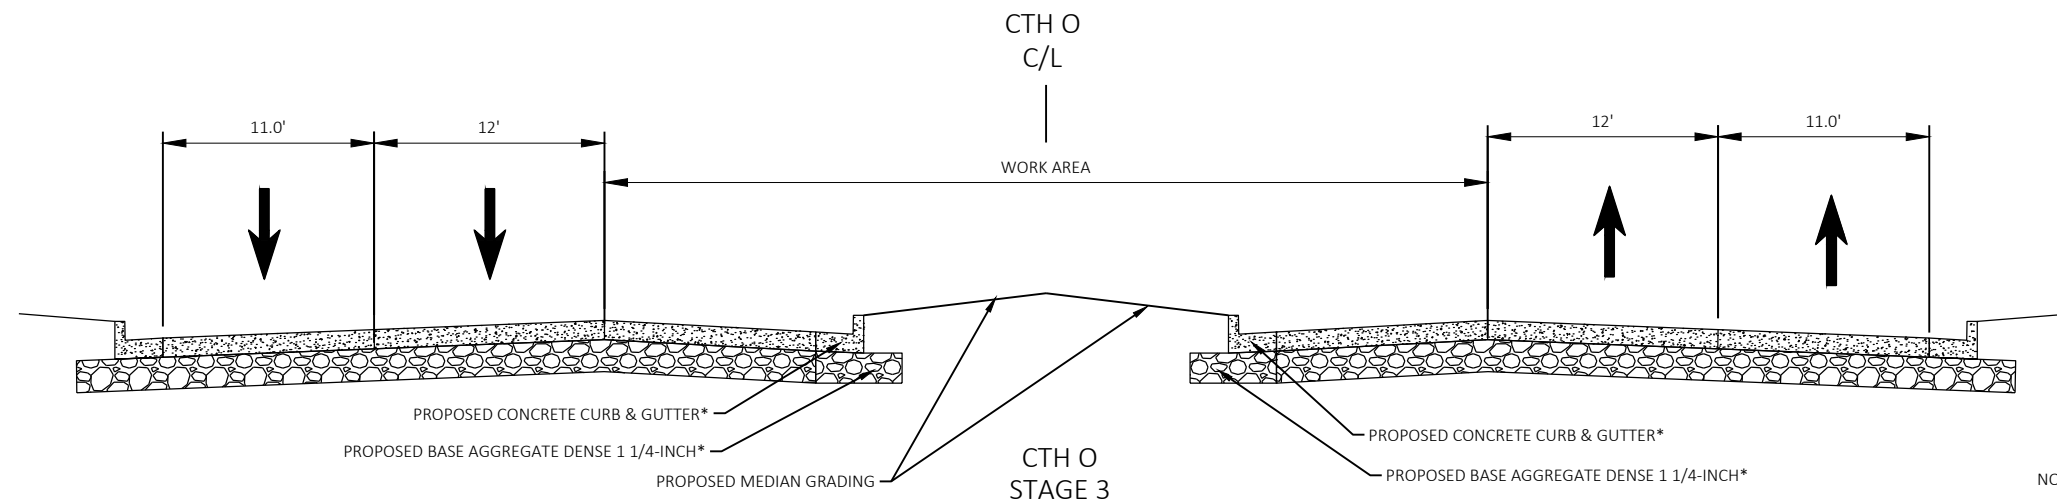 CTH O
C/L
11.0'
12'
WORK AREA
12'
11.0'
PROPOSED CONCRETE CURB & GUTTER*
PROPOSED BASE AGGREGATE DENSE 1 1/4-INCH*
PROPOSED MEDIAN GRADING
CTH O
STAGE 3
PROPOSED CONCRETE CURB & GUTTER*
PROPOSED BASE AGGREGATE DENSE 1 1/4-INCH*